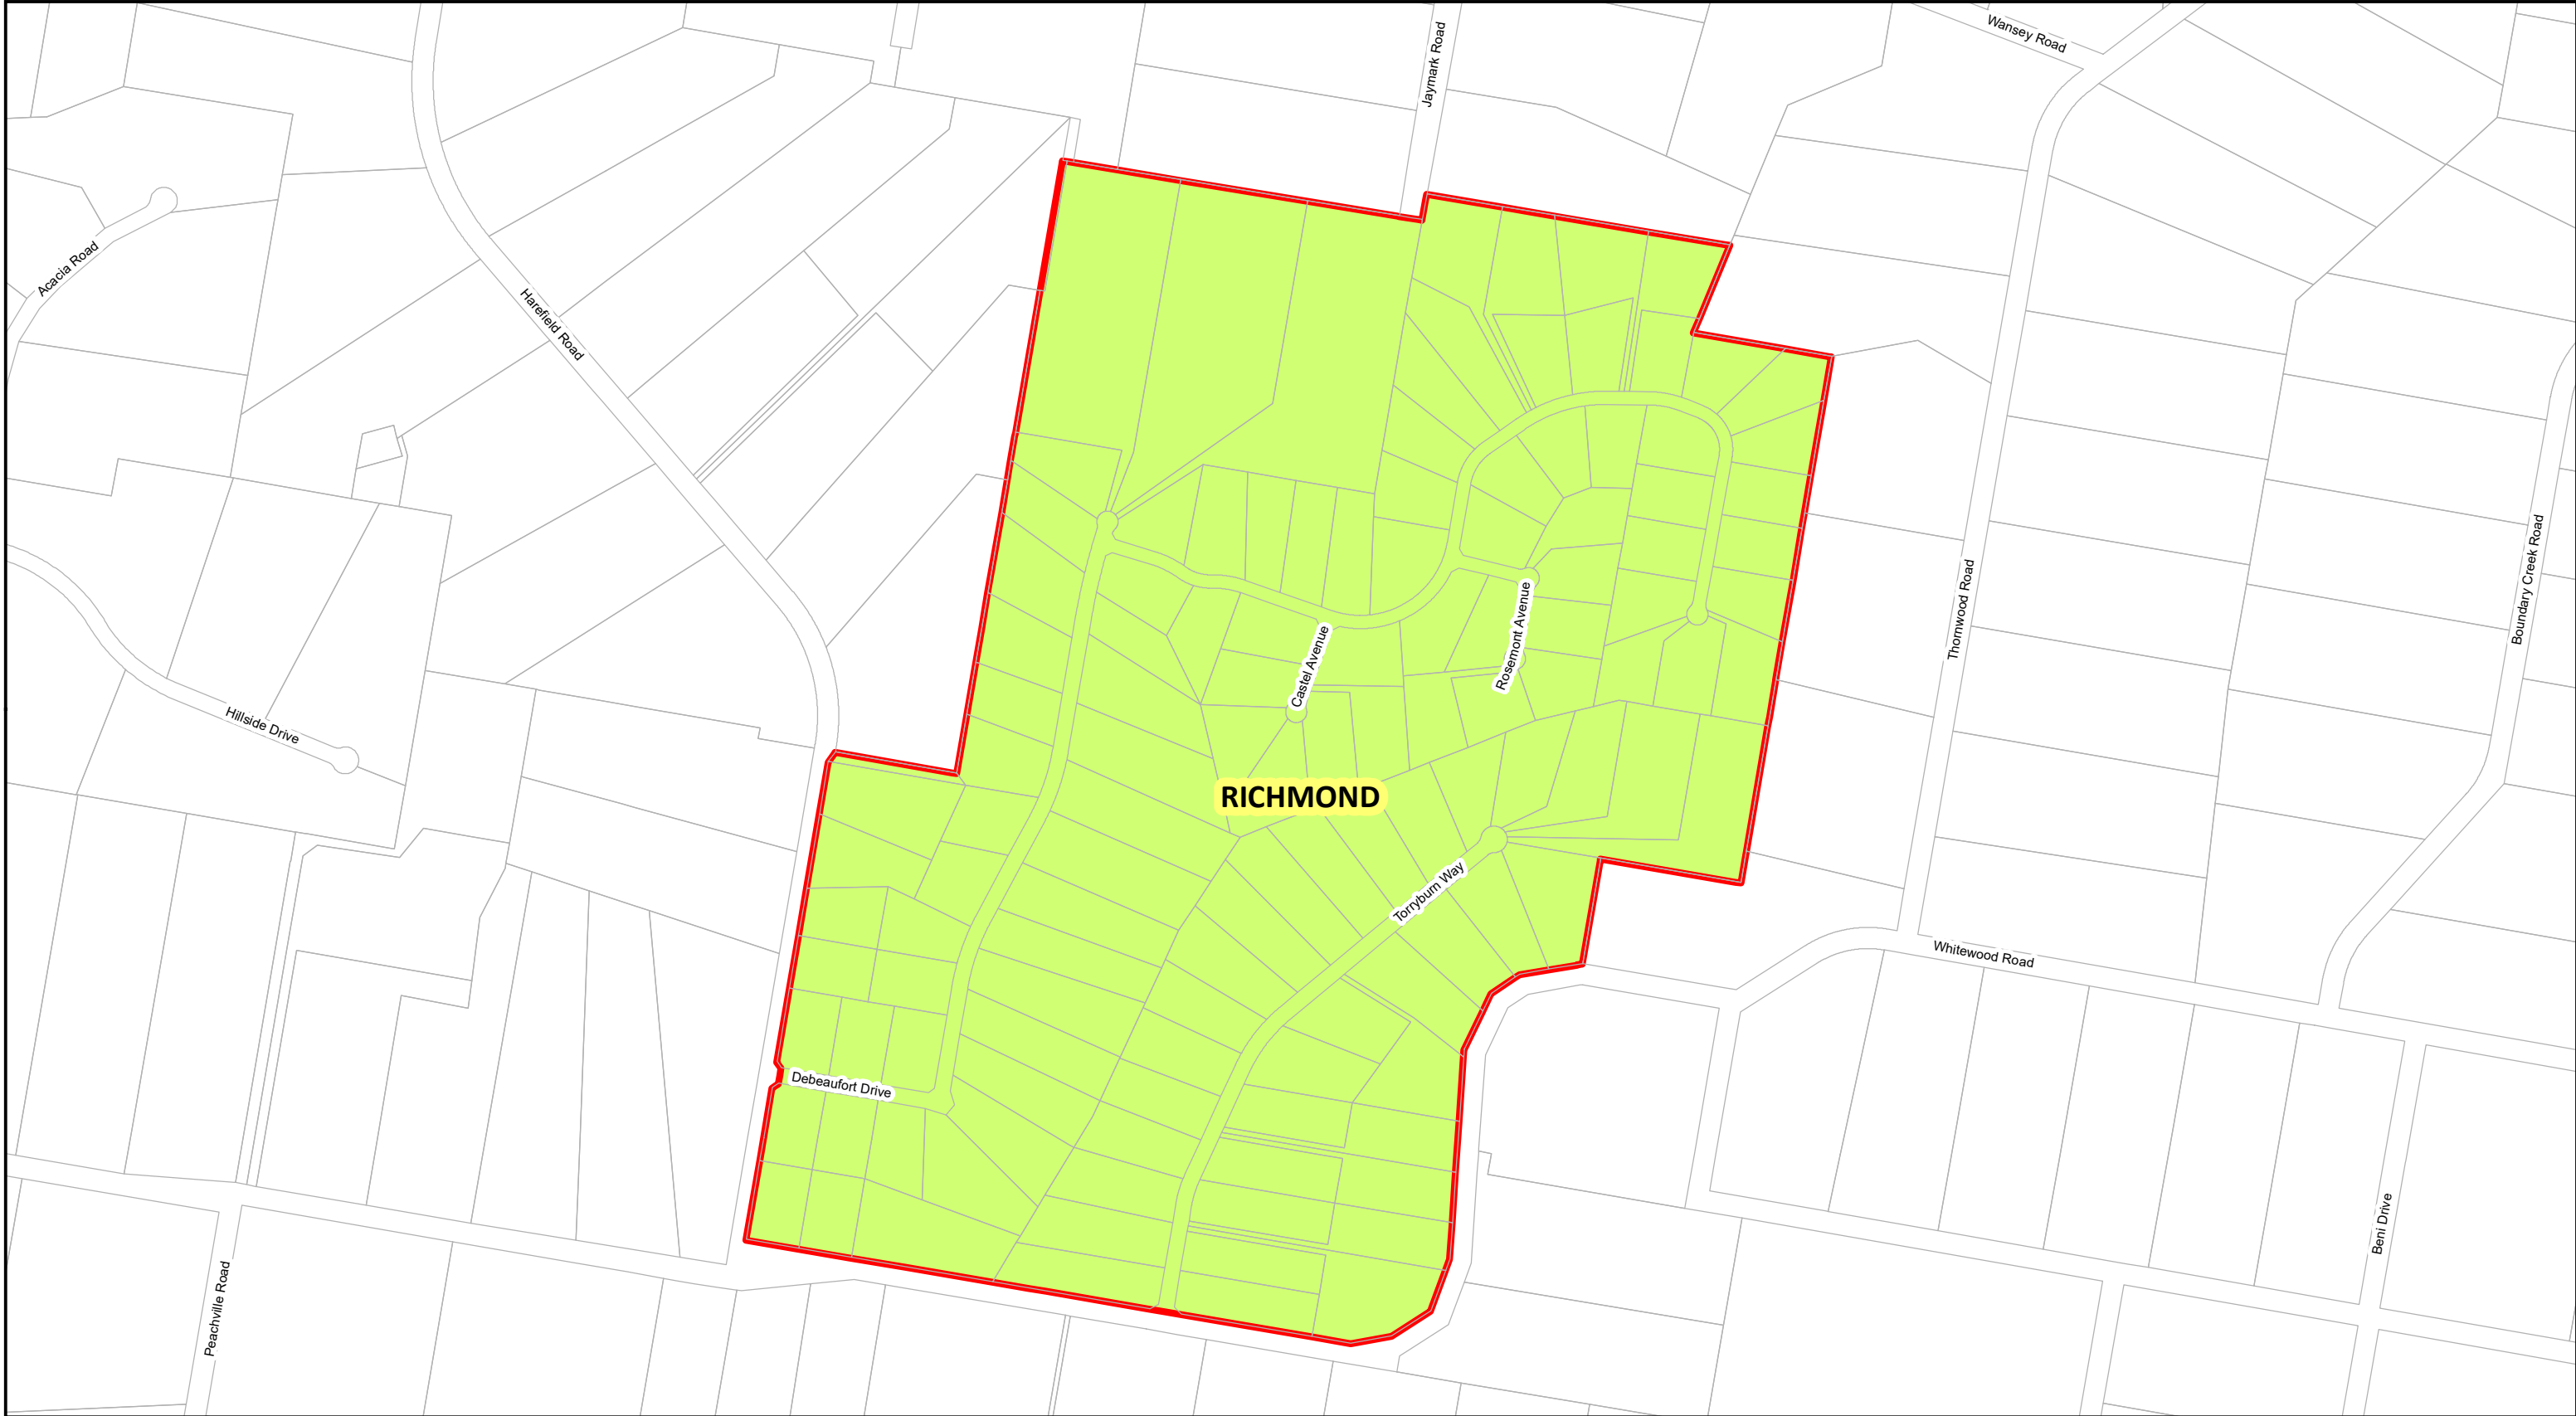 Jaymark Road
Wansey Road
Acacia Road
Harefield Road
Thornwood Road
Boundary Creek Road
Rosemont Avenue
Castel Avenue
Hillside Drive
RICHMOND
Torryburn Way
Whitewood Road
Debeaufort Drive
Beni Drive
Peachville Road